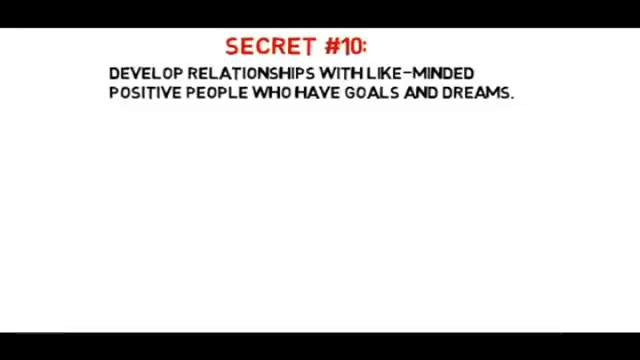 SECRET #10:
DEVELOP RELATIONSHIPS WITH LIKE-MINDED
POSITIVE PEOPLE WHO HAVE GOALS AND DREAMS.